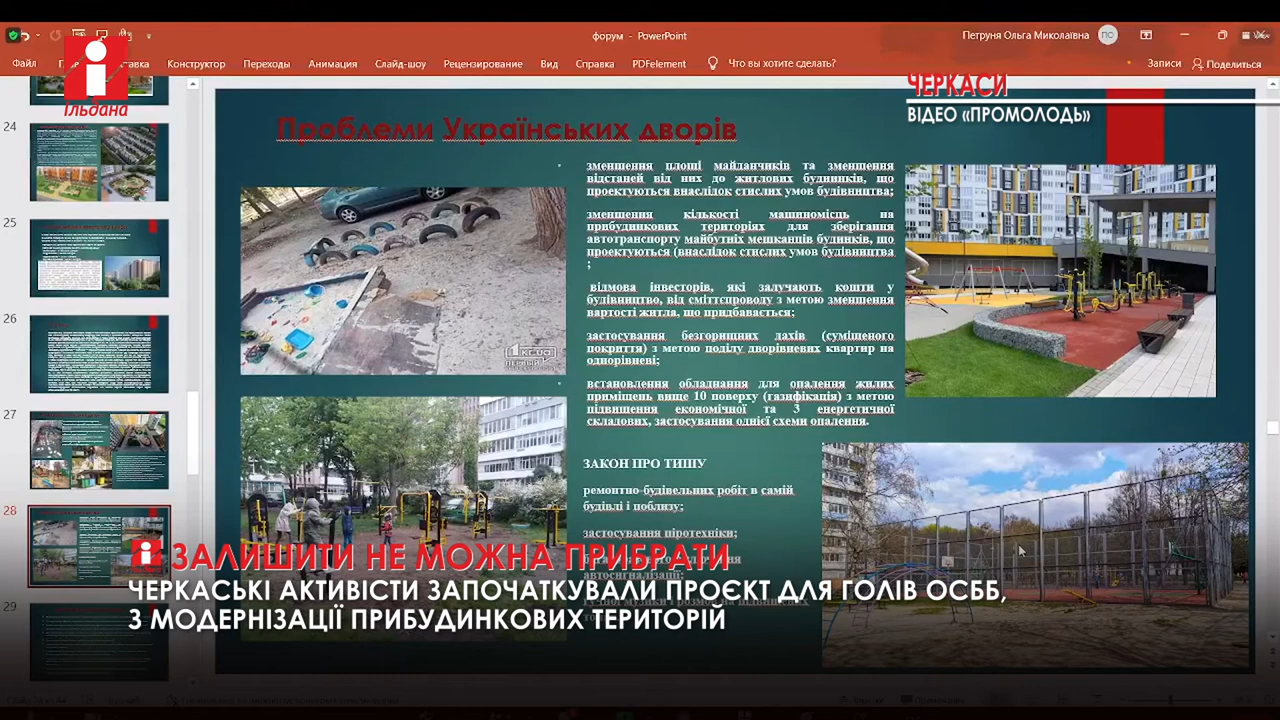 форум - PowerPoint
Петруня Ольга Миколаївна
ПО
Файл
Конструктор
Переходы
Анимация
Слайд-шоу
Рецензирование
Вид
Справка
PDFelement
Что вы хотите сделать?
Записи
Поделиться
і
ільдана
ЧЕРКАСИ
ВІДЕО «ПРОМОЛОДЬ»
24
25
26
27
28
29
Проблеми Українських дворів
зменшення площі майданчиків та зменшення
відстаней від них до житлових будинків, що
проектуються внаслідок стислих умов будівництва;
зменшення кількості машиномісць на
прибудинкових територіях для зберігання
автотранспорту майбутніх мешканців будинків, що
проектуються (внаслідок стислих умов будівництва
;
відмова інвесторів, які залучають кошти у
будівництво, від сміттєпроводу з метою зменшення
вартості житла, що придбавається;
застосування безгорищних дахів (суміщеного
покриття) з метою поділу дворівневих квартир на
однорівневі;
встановлення обладнання для опалення жилих
приміщень вище 10 поверху (газифікація) з метою
підвищення економічної та З енергетичної
складових, застосування однієї схеми опалення.
ЗАКОН ПРО ТИШУ
ремонтно-будівельних робіт в самій
будівлі і поблизу;
застосування піротехніки;
автосигналізації;
ЗАЛИШИТИ НЕ МОЖНА ПРИБРАТИ
ЧЕРКАСЬКІ АКТИВІСТИ ЗАПОЧАТКУВАЛИ ПРОЄКТ ДЛЯ ГОЛІВ ОСББ,
З МОДЕРНІЗАЦІЇ ПРИБУДИНКОВИХ ТЕРИТОРІЙ